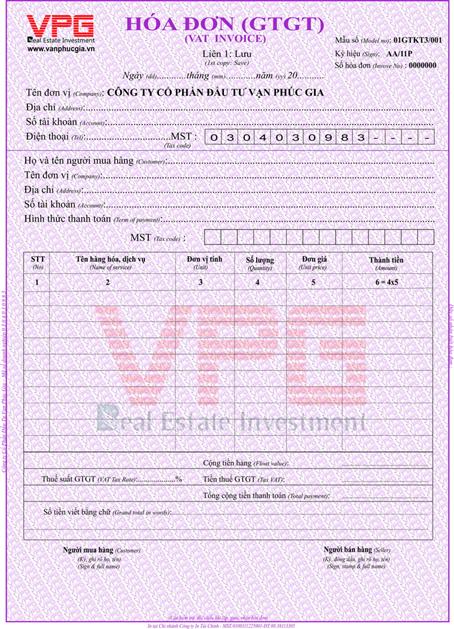 VPG
Real Estate Investment
www.vanphucgia.vn
HÓA ĐƠN (GTGT)
(VAT INVOICE)
Liên 1: Lưu
(1st copy: Save)
Ngày (dd)..............tháng (mm)..............năm (yy) 20..........
Mẫu số (Model no): 01GTKT3/001
Ký hiệu (Sign): AA/11P
Số hóa đơn (Invoce No) : 0000000
Tên đơn vị (Company): CÔNG TY CỔ PHẦN ĐẦU TƯ VẠN PHÚC GIA
Địa chỉ (Address):
Số tài khoản (Account):
Điện thoại (Tel): MST : 0 3 0 4 0 3 0 9 8 3 - - - -
(Tax code)
Họ và tên người mua hàng (Customer):
Tên đơn vị (Company):
Địa chỉ (Address):
Số tài khoản (Account):
Hình thức thanh toán (Term of payment):
MST (Tax code) :
STT Tên hàng hóa, dịch vụ Đơn vị tính Số lượng Đơn giá Thành tiền
(No) (Name of service) (Unit) (Quantity) (Unit price) (Amount)
1 2 3 4 5 6 = 4x5
VPG
Real Estate Investment
Cộng tiền hàng (Float value):
Thuế suất GTGT (VAT Tax Rate):..............% Tiền thuế GTGT (Tax VAT):
Tổng cộng tiền thanh toán (Total payment):
Số tiền viết bằng chữ (Grand total in words):
Người mua hàng (Customer) Người bán hàng (Seller)
(Ký, ghi rõ họ, tên) (Ký, đóng dấu, ghi rõ họ, tên)
(Sign & full name) (Sign, stamp & full name)